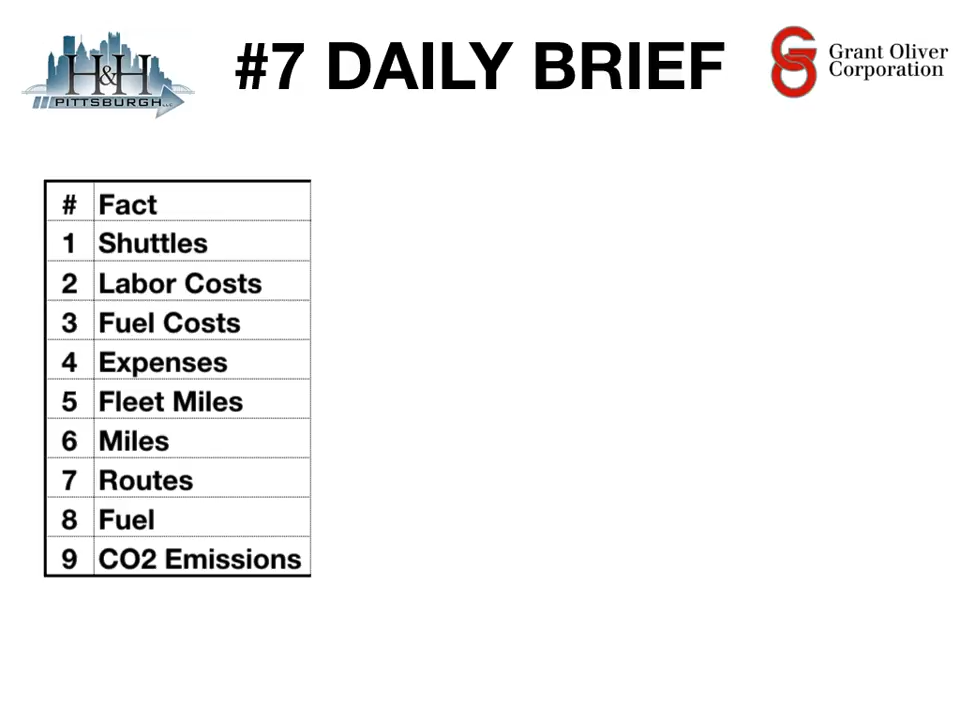 H&H
PITTSBURGH LLC
#7 DAILY BRIEF
Grant Oliver
Corporation
# Fact
1 Shuttles
2 Labor Costs
3 Fuel Costs
4 Expenses
5 Fleet Miles
6 Miles
7 Routes
8 Fuel
9 CO2 Emissions